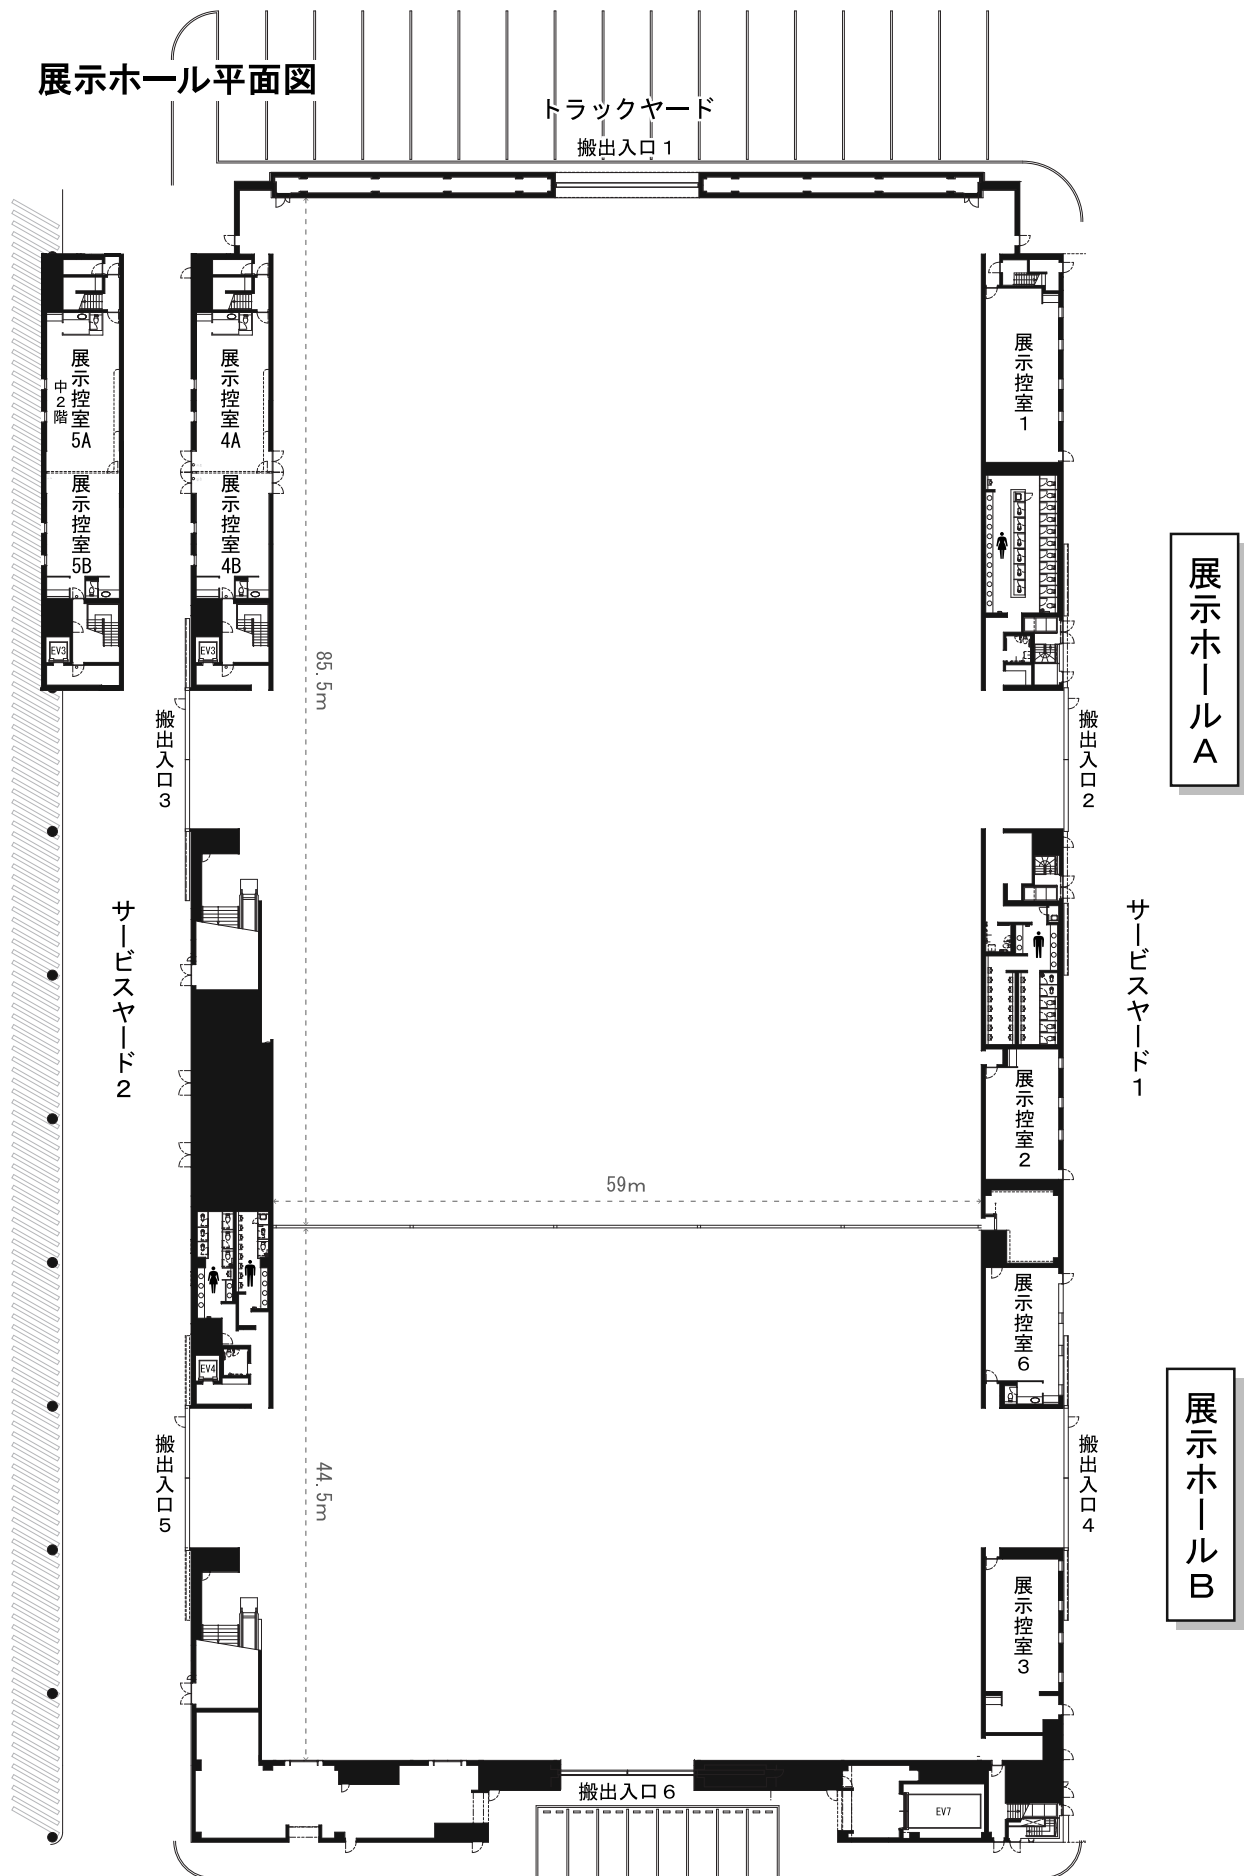 展示ホール平面図
トラックヤード
搬出入口1
中2階
展示控室5A
展示控室4A
展示控室1
展示控室5B
展示控室4B
EV3
EV3
85.5m
搬出入口3
搬出入口2
展示ホールA
サービスヤード2
サービスヤード1
展示控室2
59m
展示控室6
EV4
搬出入口5
44.5m
搬出入口4
展示ホールB
展示控室3
搬出入口6
EV7